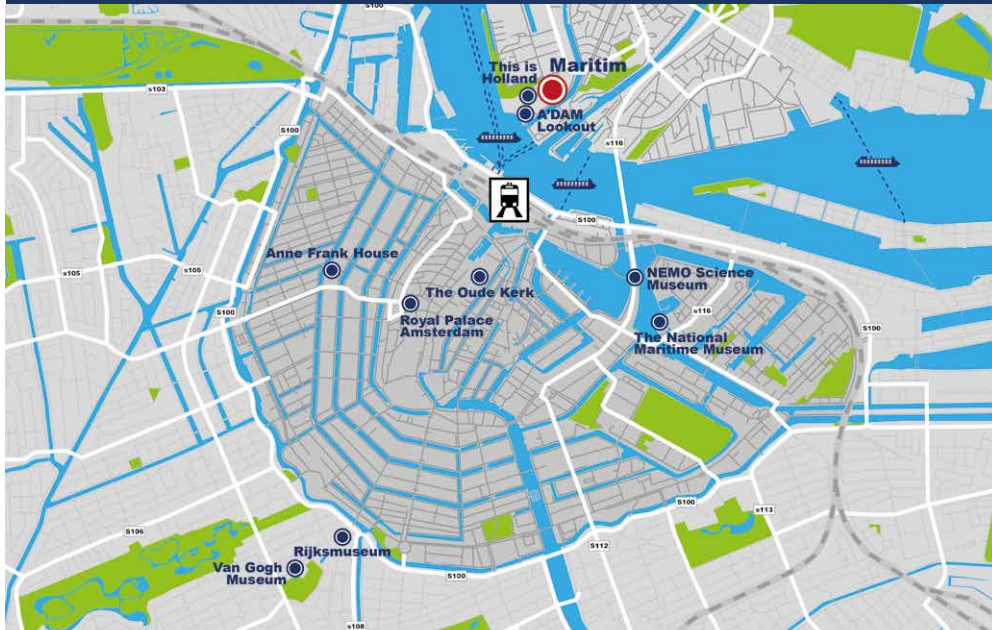 S100
This is
Holland
Maritim
A'DAM
Lookout
s103
S100
s116
S100
Anne Frank House
s105
s105
The Oude Kerk
NEMO Science
Museum
Royal Palace
Amsterdam
S100
s116
S100
The National
Maritime Museum
S100
s113
S106
Rijksmuseum
S112
Van Gogh
Museum
S100
s108